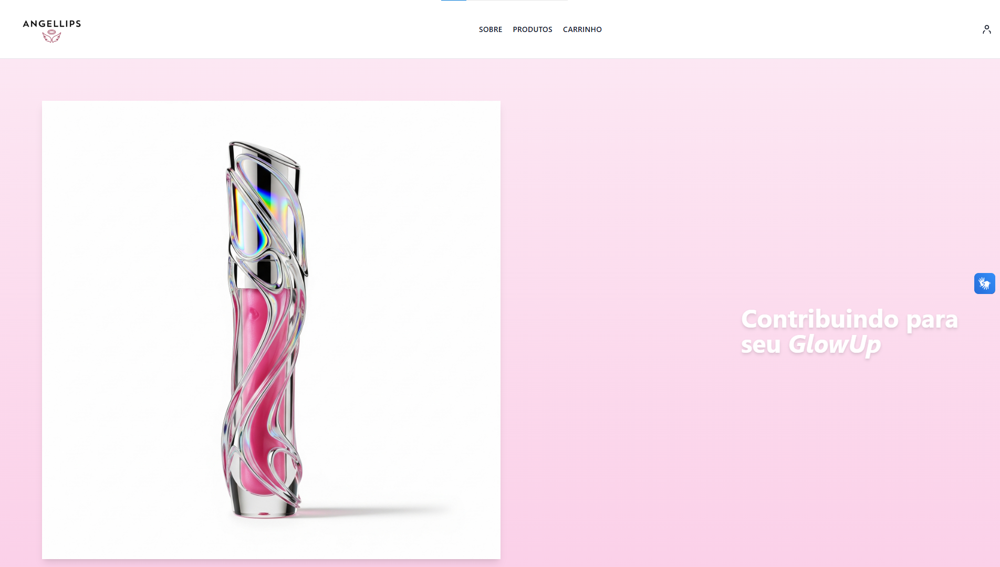 ANGELLIPS
SOBRE PRODUTOS CARRINHO
Contribuindo para
seu GlowUp